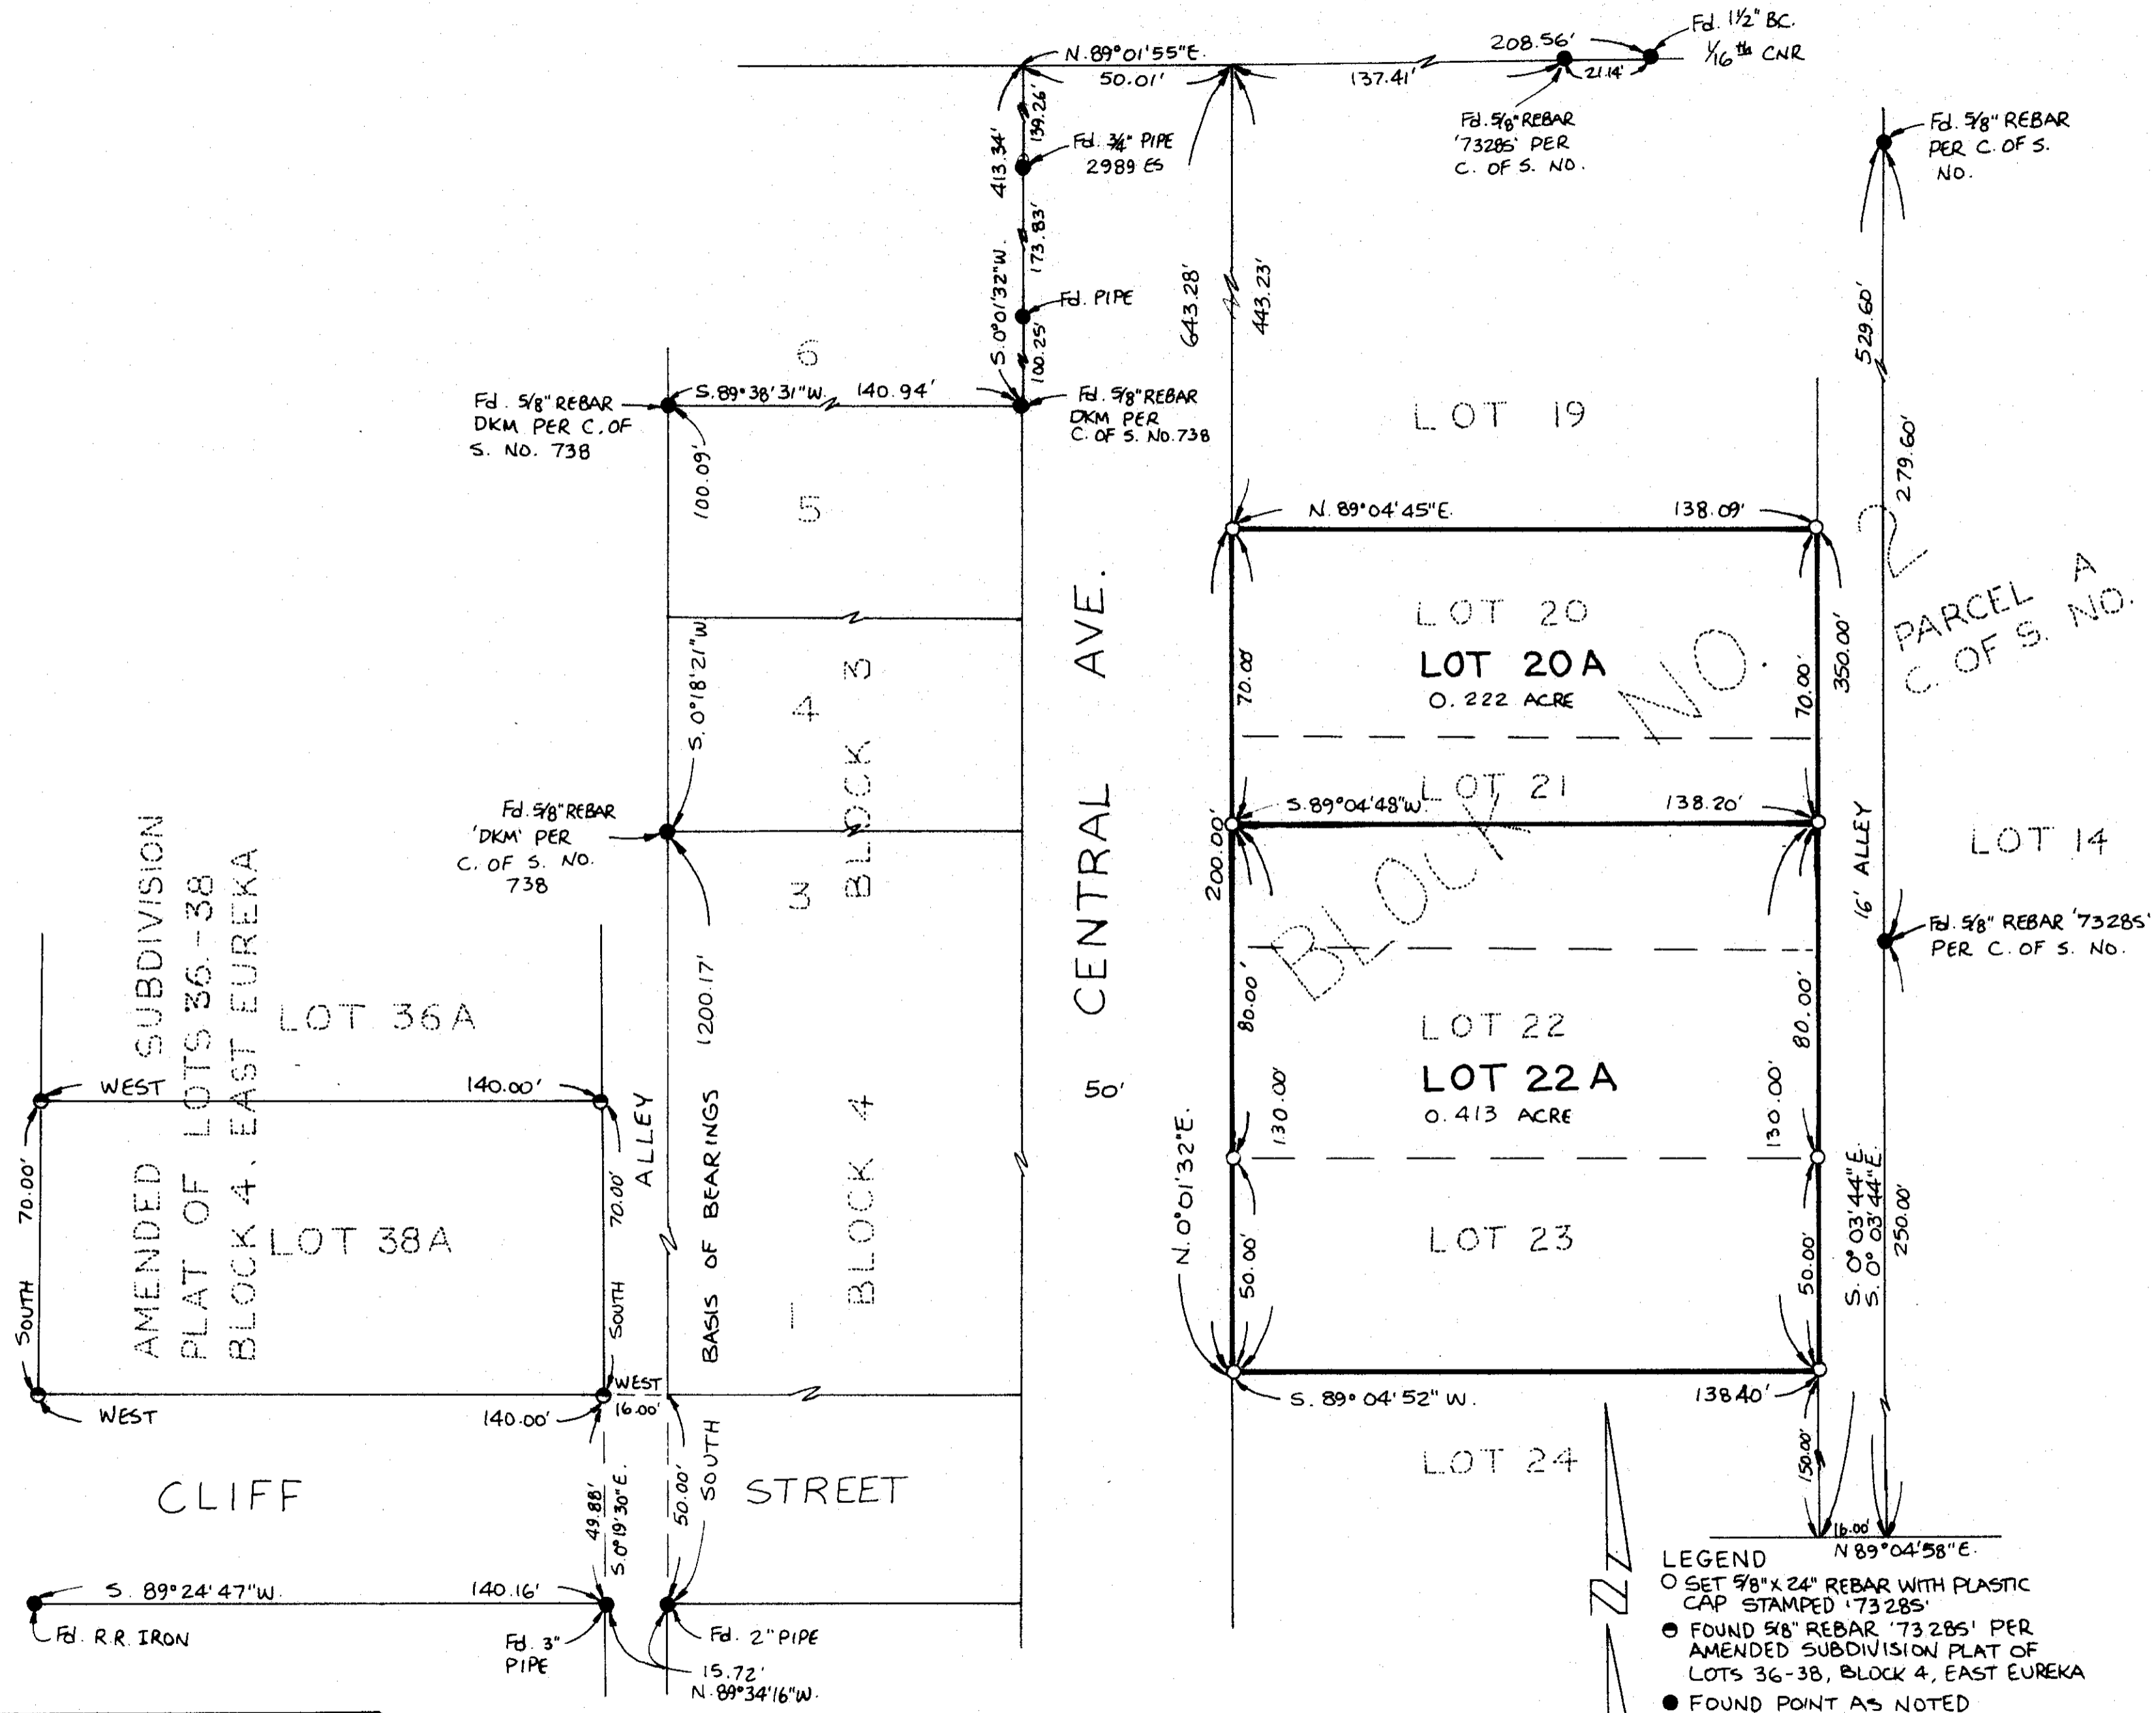 N. 89°01'55"E.
50.01'
137.41'
208.56'
21.14'
Fd. 1½" BC.
1/16th CNR
Fd. 5/8" REBAR
'7328S' PER
C. OF S. NO.
Fd. 5/8" REBAR
PER C. OF S.
NO.
139.26'
413.34'
Fd. ¾" PIPE
2989 ES
173.83'
S. 0°01'32"W.
Fd. PIPE
100.25'
643.28'
443.23'
529.60'
279.60'
6
S. 89°38'31"W.
140.94'
Fd. 5/8" REBAR
DKM PER C. OF
S. NO. 738
Fd. 5/8" REBAR
DKM PER
C. OF S. NO. 738
100.09'
5
LOT 19
N. 89°04'45"E.
138.09'
LOT 20
LOT 20A
0.222 ACRE
70.00'
70.00'
350.00'
BLOCK NO. 2
PARCEL A
C. OF S. NO.
S. 0°18'21"W
4
BLOCK 3
LOT 21
S. 89°04'48"W.
138.20'
200.00'
Fd. 5/8" REBAR
'DKM' PER
C. OF S. NO.
738
3
CENTRAL AVE.
50'
16' ALLEY
LOT 14
Fd. 5/8" REBAR '7328S'
PER C. OF S. NO.
1200.17'
BASIS OF BEARINGS
AMENDED SUBDIVISION
PLAT OF LOTS 36-38
BLOCK 4, EAST EUREKA
LOT 36A
WEST
140.00'
70.00'
SOUTH
70.00'
SOUTH
LOT 38A
ALLEY
BLOCK 4
1
80.00'
80.00'
LOT 22
LOT 22A
0.413 ACRE
130.00'
130.00'
N. 0°01'32"E.
LOT 23
50.00'
50.00'
S. 0°03'44"E.
S. 0°03'44"E.
250.00'
WEST
140.00'
WEST
16.00'
S. 89°04'52" W.
138.40'
LOT 24
150.00'
16.00'
N 89°04'58"E.
CLIFF STREET
49.88'
S. 0°19'30"E.
50.00'
SOUTH
S. 89°24'47"W.
140.16'
Fd. R.R. IRON
Fd. 3"
PIPE
Fd. 2" PIPE
15.72'
N. 89°34'16"W.
LEGEND
SET 5/8" X 24" REBAR WITH PLASTIC
CAP STAMPED '7328S'
FOUND 5/8" REBAR '7328S' PER
AMENDED SUBDIVISION PLAT OF
LOTS 36-38, BLOCK 4, EAST EUREKA
FOUND POINT AS NOTED